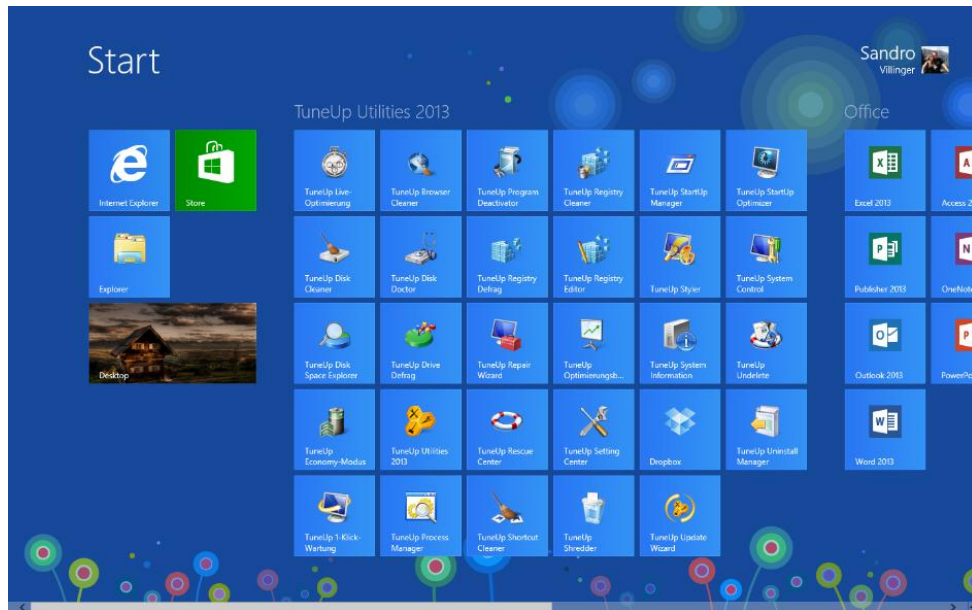 Start
Sandro
Villinger
TuneUp Utilities 2013
Office
Internet Explorer
Store
Explorer
Desktop
TuneUp Live-
Optimierung
TuneUp Browser
Cleaner
TuneUp Program
Deactivator
TuneUp Registry
Cleaner
TuneUp StartUp
Manager
TuneUp StartUp
Optimizer
TuneUp Disk
Cleaner
TuneUp Disk
Doctor
TuneUp Registry
Defrag
TuneUp Registry
Editor
TuneUp Styler
TuneUp System
Control
TuneUp Disk
Space Explorer
TuneUp Drive
Defrag
TuneUp Repair
Wizard
TuneUp
Optimierungsb...
TuneUp System
Information
TuneUp
Undelete
TuneUp
Economy-Modus
TuneUp Utilities
2013
TuneUp Rescue
Center
TuneUp Setting
Center
Dropbox
TuneUp Uninstall
Manager
TuneUp 1-Klick-
Wartung
TuneUp Process
Manager
TuneUp Shortcut
Cleaner
TuneUp
Shredder
TuneUp Update
Wizard
Excel 2013
Access 2
Publisher 2013
OneNote
Outlook 2013
PowerPo
Word 2013